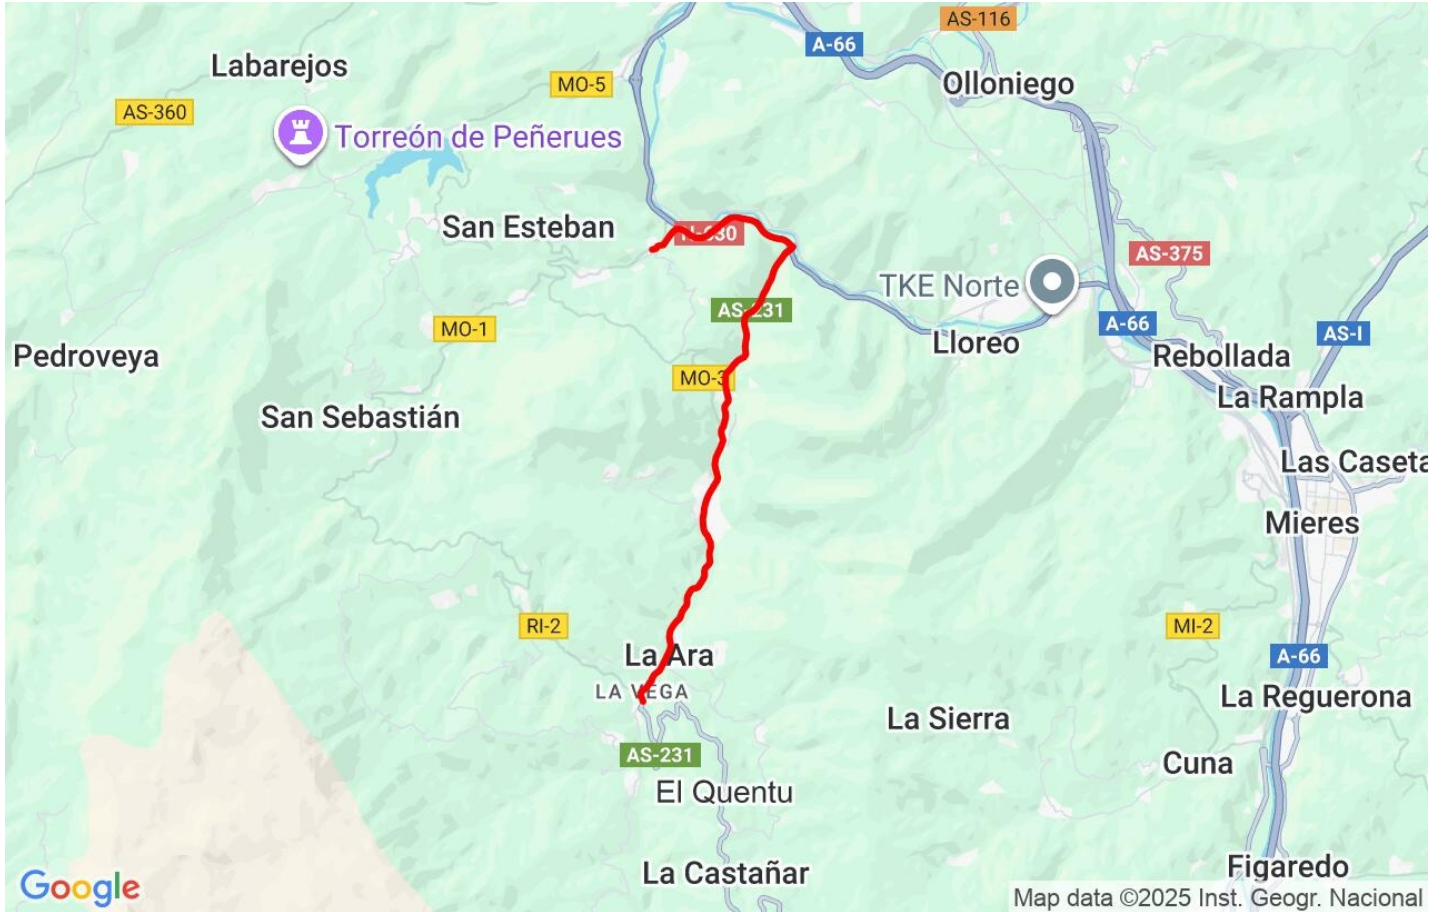 AS-116
A-66
Labarejos
MO-5
Olloniego
AS-360
Torreón de Peñerues
San Esteban
N-630
AS-375
TKE Norte
AS-231
MO-1
A-66
AS-I
Lloreo
Pedroveya
Rebollada
MO-3
La Rampla
San Sebastián
Las Caseta
Mieres
RI-2
MI-2
La Ara
A-66
LA VEGA
La Reguerona
La Sierra
AS-231
Cuna
El Quentu
Figaredo
La Castañar
Google
Map data ©2025 Inst. Geogr. Nacional